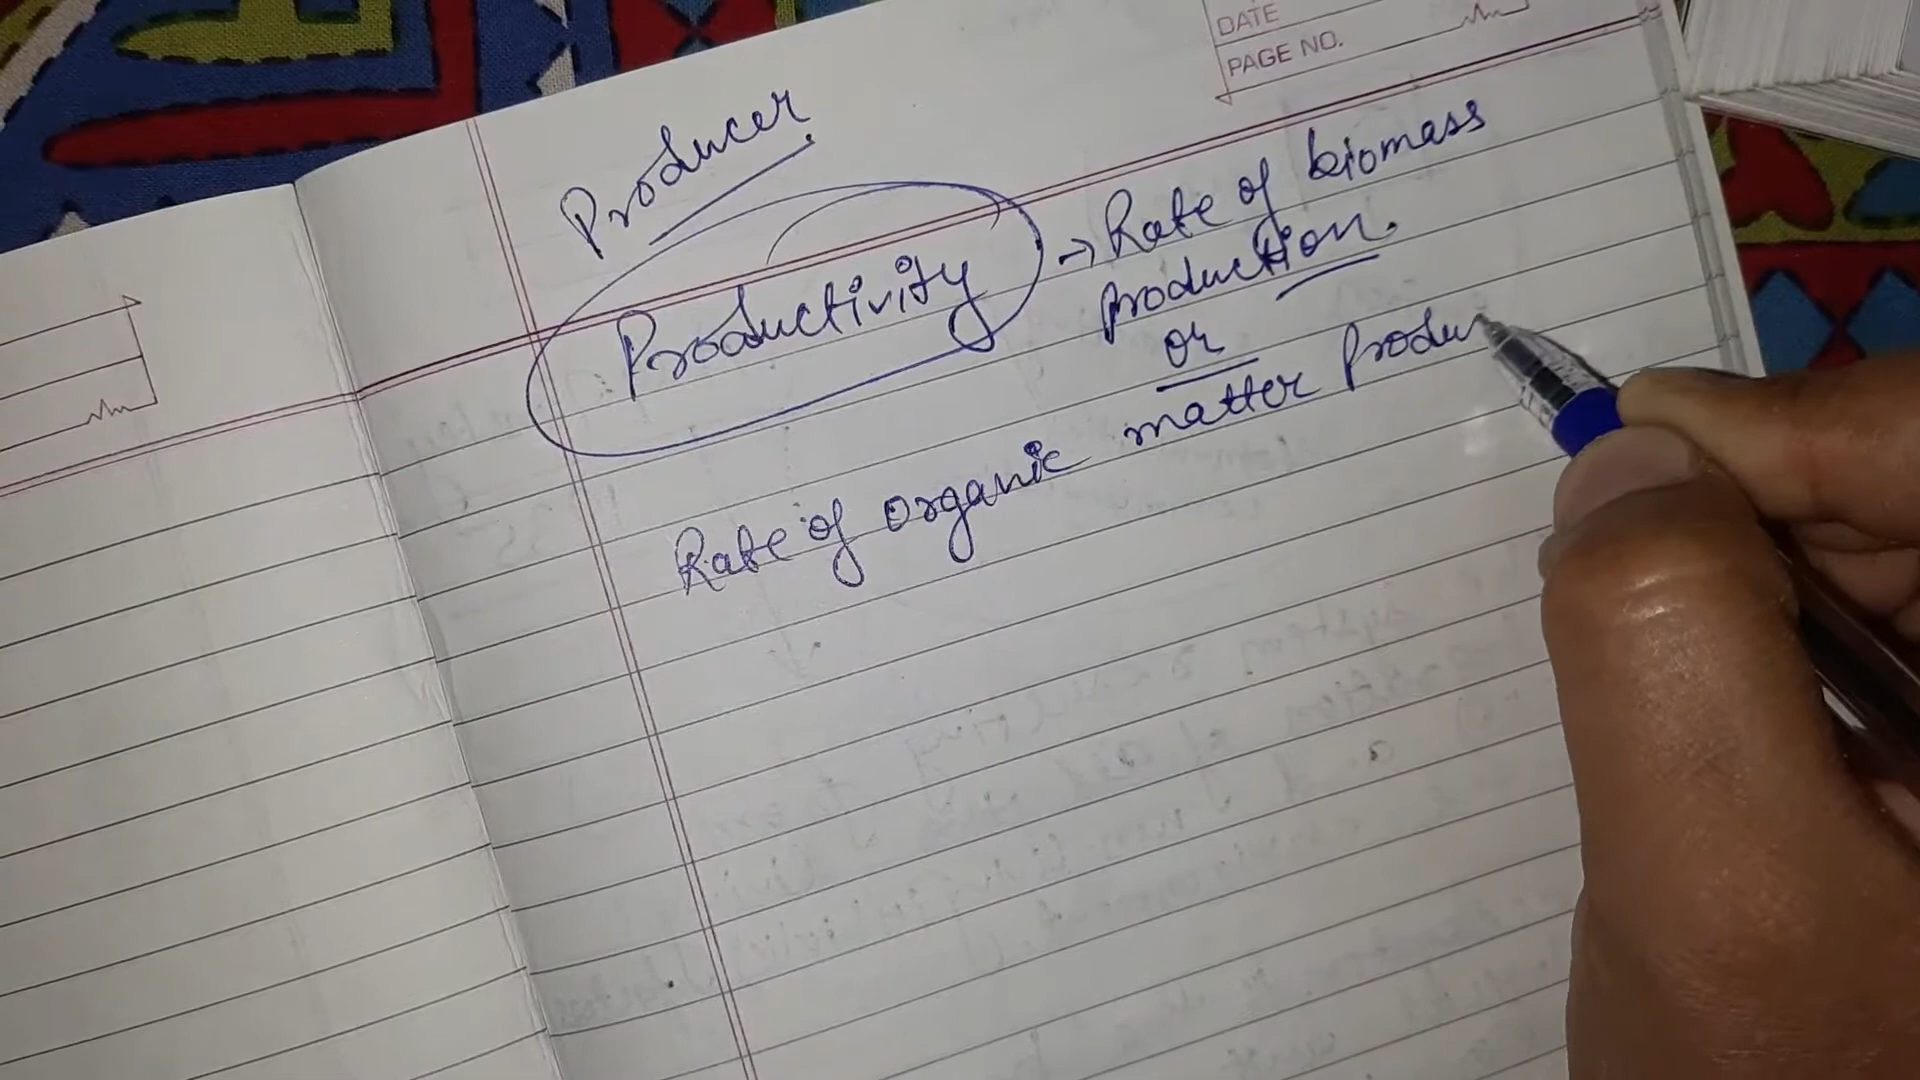 DATE
PAGE NO.
Producer
Productivity → Rate of biomass
production.
or
Rate of organic matter produ